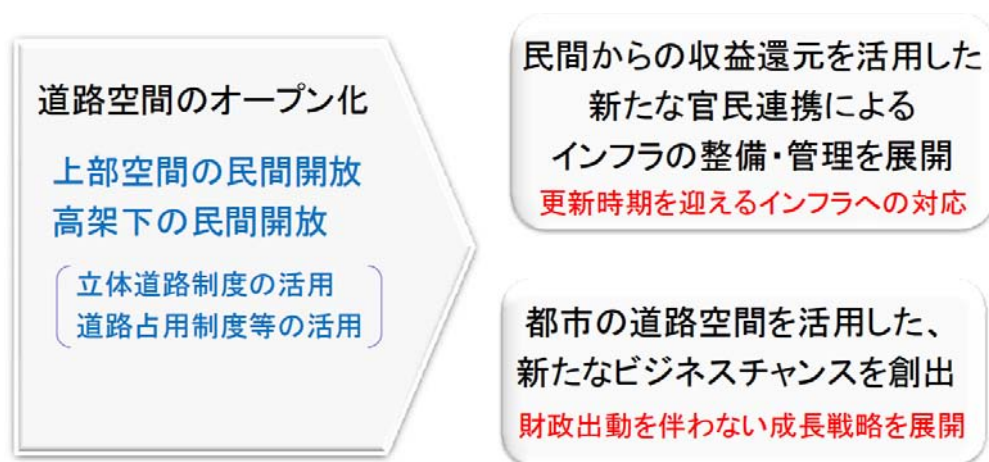 道路空間のオープン化
上部空間の民間開放
高架下の民間開放
立体道路制度の活用
道路占用制度等の活用
民間からの収益還元を活用した
新たな官民連携による
インフラの整備・管理を展開
更新時期を迎えるインフラへの対応
都市の道路空間を活用した、
新たなビジネスチャンスを創出
財政出動を伴わない成長戦略を展開